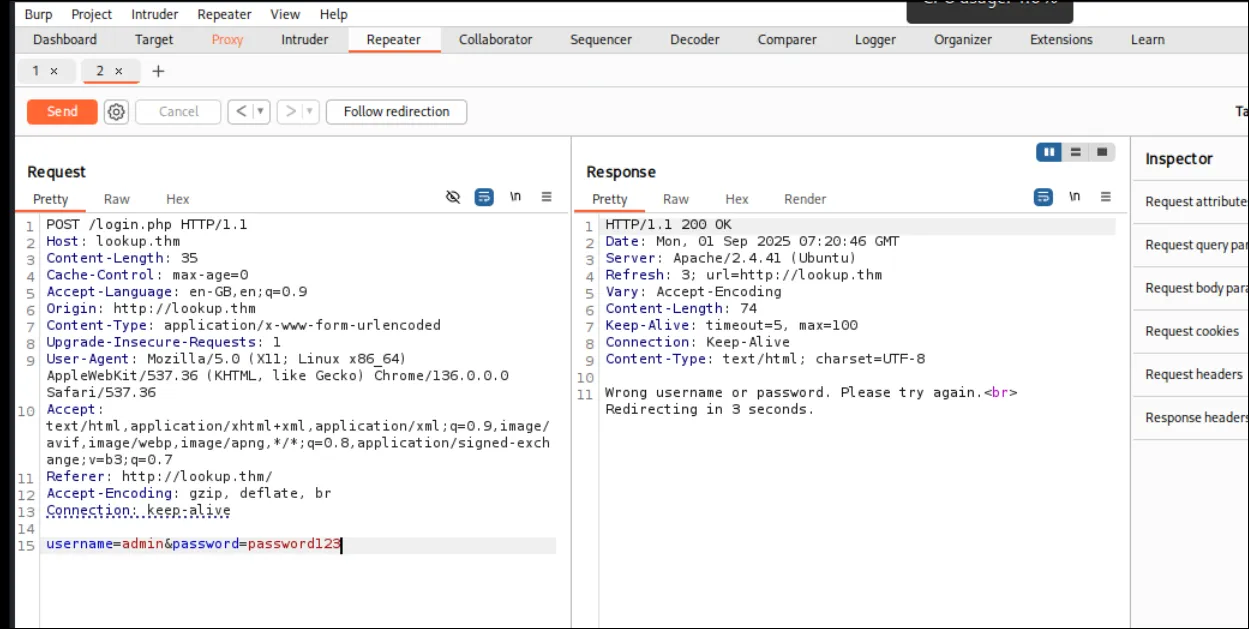 Burp Project Intruder Repeater View Help
Dashboard Target Proxy Intruder Repeater Collaborator Sequencer Decoder Comparer Logger Organizer Extensions Learn
1 × 2 × +
Send Cancel < > Follow redirection
Request
Pretty Raw Hex \n
1 POST /login.php HTTP/1.1
2 Host: lookup.thm
3 Content-Length: 35
4 Cache-Control: max-age=0
5 Accept-Language: en-GB,en;q=0.9
6 Origin: http://lookup.thm
7 Content-Type: application/x-www-form-urlencoded
8 Upgrade-Insecure-Requests: 1
9 User-Agent: Mozilla/5.0 (X11; Linux x86_64)
AppleWebKit/537.36 (KHTML, like Gecko) Chrome/136.0.0.0
Safari/537.36
10 Accept:
text/html,application/xhtml+xml,application/xml;q=0.9,image/
avif,image/webp,image/apng,*/*;q=0.8,application/signed-exch
ange;v=b3;q=0.7
11 Referer: http://lookup.thm/
12 Accept-Encoding: gzip, deflate, br
13 Connection: keep-alive
14
15 username=admin&password=password123
Response
Pretty Raw Hex Render \n
1 HTTP/1.1 200 OK
2 Date: Mon, 01 Sep 2025 07:20:46 GMT
3 Server: Apache/2.4.41 (Ubuntu)
4 Refresh: 3; url=http://lookup.thm
5 Vary: Accept-Encoding
6 Content-Length: 74
7 Keep-Alive: timeout=5, max=100
8 Connection: Keep-Alive
9 Content-Type: text/html; charset=UTF-8
10
11 Wrong username or password. Please try again.<br>
Redirecting in 3 seconds.
Inspector
Request attribute
Request query par
Request body para
Request cookies
Request headers
Response headers